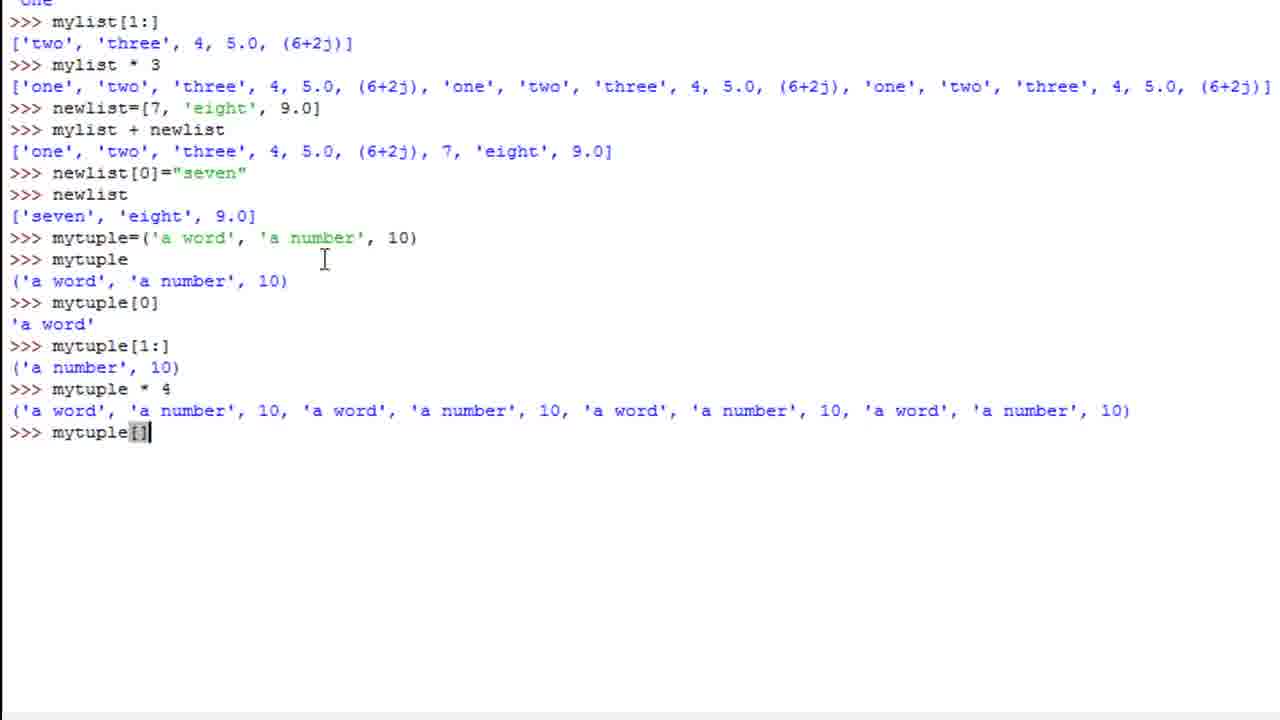 'one'
>>> mylist[1:]
['two', 'three', 4, 5.0, (6+2j)]
>>> mylist * 3
['one', 'two', 'three', 4, 5.0, (6+2j), 'one', 'two', 'three', 4, 5.0, (6+2j), 'one', 'two', 'three', 4, 5.0, (6+2j)]
>>> newlist=[7, 'eight', 9.0]
>>> mylist + newlist
['one', 'two', 'three', 4, 5.0, (6+2j), 7, 'eight', 9.0]
>>> newlist[0]="seven"
>>> newlist
['seven', 'eight', 9.0]
>>> mytuple=('a word', 'a number', 10)
>>> mytuple
('a word', 'a number', 10)
>>> mytuple[0]
'a word'
>>> mytuple[1:]
('a number', 10)
>>> mytuple * 4
('a word', 'a number', 10, 'a word', 'a number', 10, 'a word', 'a number', 10, 'a word', 'a number', 10)
>>> mytuple[]